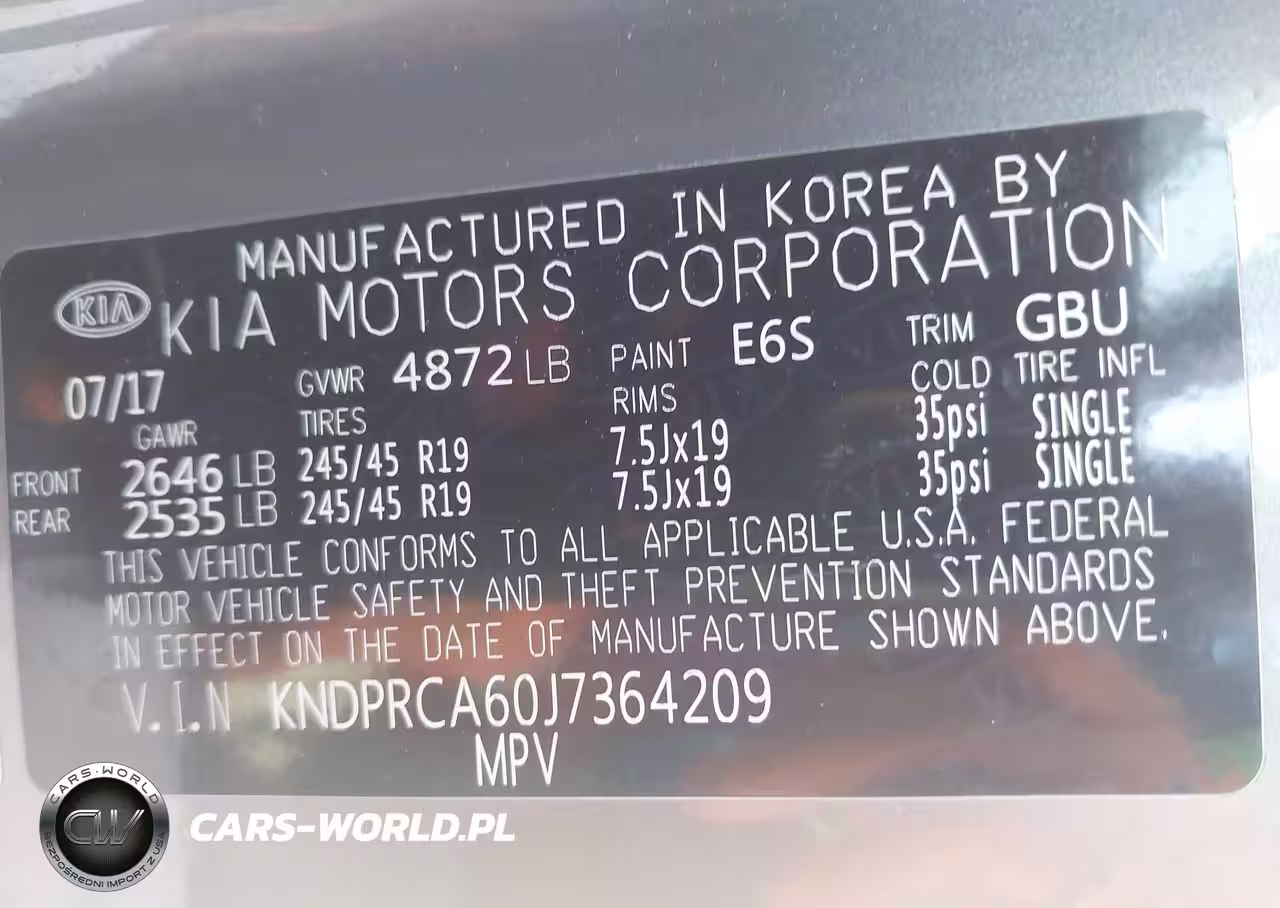 MANUFACTURED IN KOREA BY
KIA KIA MOTORS CORPORATION
07/17 GVWR 4872 LB PAINT E6S TRIM GBU
GAWR TIRES RIMS COLD TIRE INFL
FRONT 2646 LB 245/45 R19 7.5Jx19 35psi SINGLE
REAR 2535 LB 245/45 R19 7.5Jx19 35psi SINGLE
THIS VEHICLE CONFORMS TO ALL APPLICABLE U.S.A. FEDERAL
MOTOR VEHICLE SAFETY AND THEFT PREVENTION STANDARDS
IN EFFECT ON THE DATE OF MANUFACTURE SHOWN ABOVE.
V.I.N KNDPRCA60J7364209
MPV
CARS-WORLD
CW
BEZPOŚREDNI IMPORT Z USA
CARS-WORLD.PL